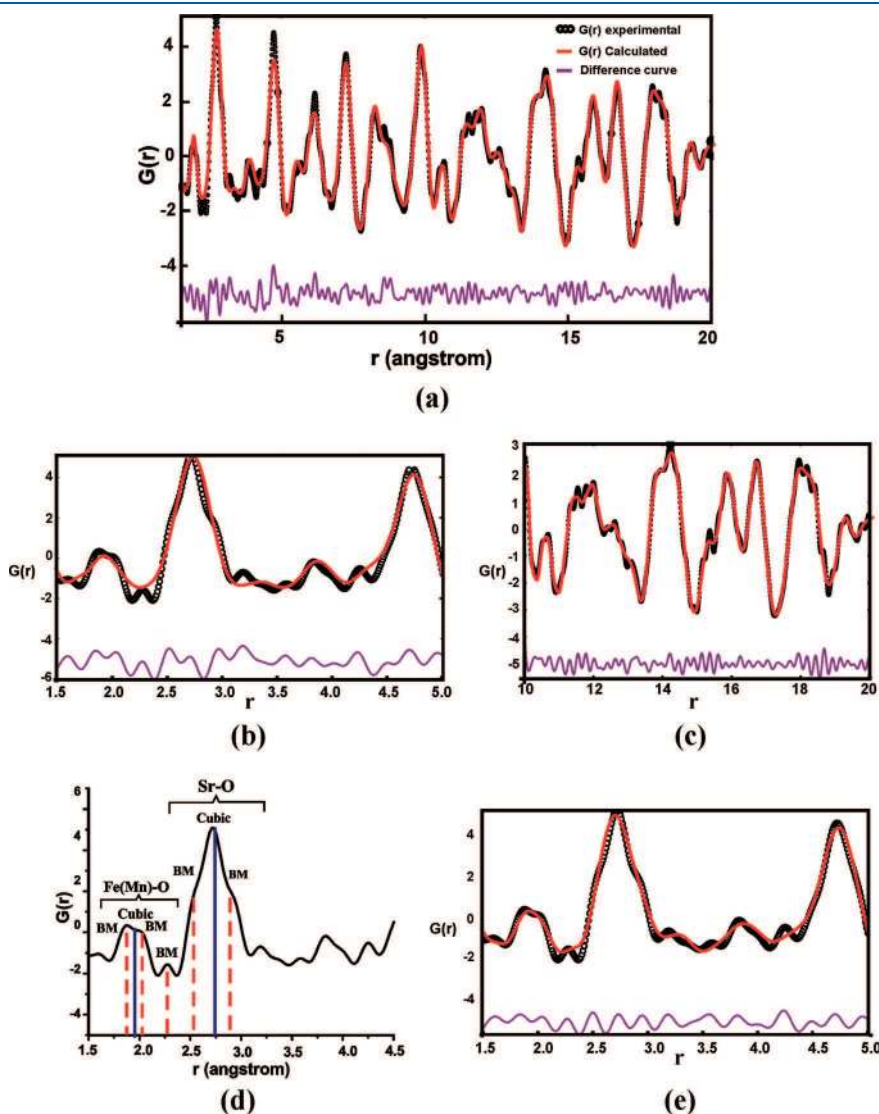 G(r) experimental
G(r) Calculated
Difference curve
4
2
0
-2
-4
G(r)
5
10
15
20
r (angstrom)
(a)
4
2
0
-2
-4
-6
G(r)
1.5
2.0
2.5
3.0
3.5
4.0
4.5
5.0
r
(b)
3
2
1
0
-1
-2
-3
-5
G(r)
10
12
14
16
18
20
r
(c)
6
4
2
0
-2
-4
G(r)
Sr-O
Cubic
BM
BM
Fe(Mn)-O
Cubic
BM
BM
BM
1.5
2.0
2.5
3.0
3.5
4.0
4.5
r (angstrom)
(d)
4
2
0
-2
-4
G(r)
1.5
2.0
2.5
3.0
3.5
4.0
4.5
5.0
r
(e)